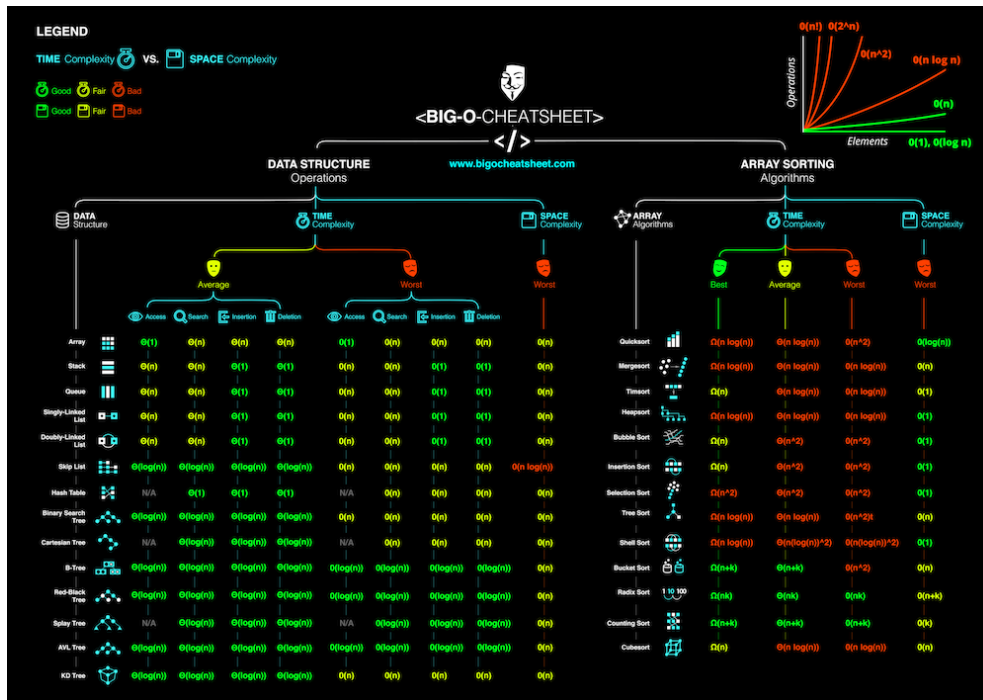 LEGEND
TIME Complexity VS. SPACE Complexity
Good Fair Bad
Good Fair Bad
<BIG-O-CHEATSHEET>
</>
www.bigocheatsheet.com
Operations
Elements
O(n!) O(2^n)
O(n^2)
O(n log n)
O(n)
O(1), O(log n)
DATA STRUCTURE
Operations
DATA Structure
TIME Complexity
SPACE Complexity
Average Worst Worst
Access Search Insertion Deletion Access Search Insertion Deletion
Array Θ(1) Θ(n) Θ(n) Θ(n) O(1) O(n) O(n) O(n) O(n)
Stack Θ(n) Θ(n) Θ(1) Θ(1) O(n) O(n) O(1) O(1) O(n)
Queue Θ(n) Θ(n) Θ(1) Θ(1) O(n) O(n) O(1) O(1) O(n)
Singly-Linked List Θ(n) Θ(n) Θ(1) Θ(1) O(n) O(n) O(1) O(1) O(n)
Doubly-Linked List Θ(n) Θ(n) Θ(1) Θ(1) O(n) O(n) O(1) O(1) O(n)
Skip List Θ(log(n)) Θ(log(n)) Θ(log(n)) Θ(log(n)) O(n) O(n) O(n) O(n) O(n log(n))
Hash Table N/A Θ(1) Θ(1) Θ(1) N/A O(n) O(n) O(n) O(n)
Binary Search Tree Θ(log(n)) Θ(log(n)) Θ(log(n)) Θ(log(n)) O(n) O(n) O(n) O(n) O(n)
Cartesian Tree N/A Θ(log(n)) Θ(log(n)) Θ(log(n)) N/A O(n) O(n) O(n) O(n)
B-Tree Θ(log(n)) Θ(log(n)) Θ(log(n)) Θ(log(n)) O(log(n)) O(log(n)) O(log(n)) O(log(n)) O(n)
Red-Black Tree Θ(log(n)) Θ(log(n)) Θ(log(n)) Θ(log(n)) O(log(n)) O(log(n)) O(log(n)) O(log(n)) O(n)
Splay Tree N/A Θ(log(n)) Θ(log(n)) Θ(log(n)) N/A O(log(n)) O(log(n)) O(log(n)) O(n)
AVL Tree Θ(log(n)) Θ(log(n)) Θ(log(n)) Θ(log(n)) O(log(n)) O(log(n)) O(log(n)) O(log(n)) O(n)
KD Tree Θ(log(n)) Θ(log(n)) Θ(log(n)) Θ(log(n)) O(n) O(n) O(n) O(n) O(n)
ARRAY SORTING
Algorithms
ARRAY Algorithms
TIME Complexity
SPACE Complexity
Best Average Worst Worst
Quicksort Ω(n log(n)) Θ(n log(n)) O(n^2) O(log(n))
Mergesort Ω(n log(n)) Θ(n log(n)) O(n log(n)) O(n)
Timsort Ω(n) Θ(n log(n)) O(n log(n)) O(1)
Heapsort Ω(n log(n)) Θ(n log(n)) O(n log(n)) O(1)
Bubble Sort Ω(n) Θ(n^2) O(n^2) O(1)
Insertion Sort Ω(n) Θ(n^2) O(n^2) O(1)
Selection Sort Ω(n^2) Θ(n^2) O(n^2) O(1)
Tree Sort Ω(n log(n)) Θ(n log(n)) O(n^2)t O(n)
Shell Sort Ω(n log(n)) Θ(n(log(n))^2) O(n(log(n))^2) O(1)
Bucket Sort Ω(n+k) Θ(n+k) O(n^2) O(n)
Radix Sort 1 10 100 Ω(nk) Θ(nk) O(nk) O(n+k)
Counting Sort Ω(n+k) Θ(n+k) O(n+k) O(k)
Cubesort Ω(n) Θ(n log(n)) O(n log(n)) O(n)